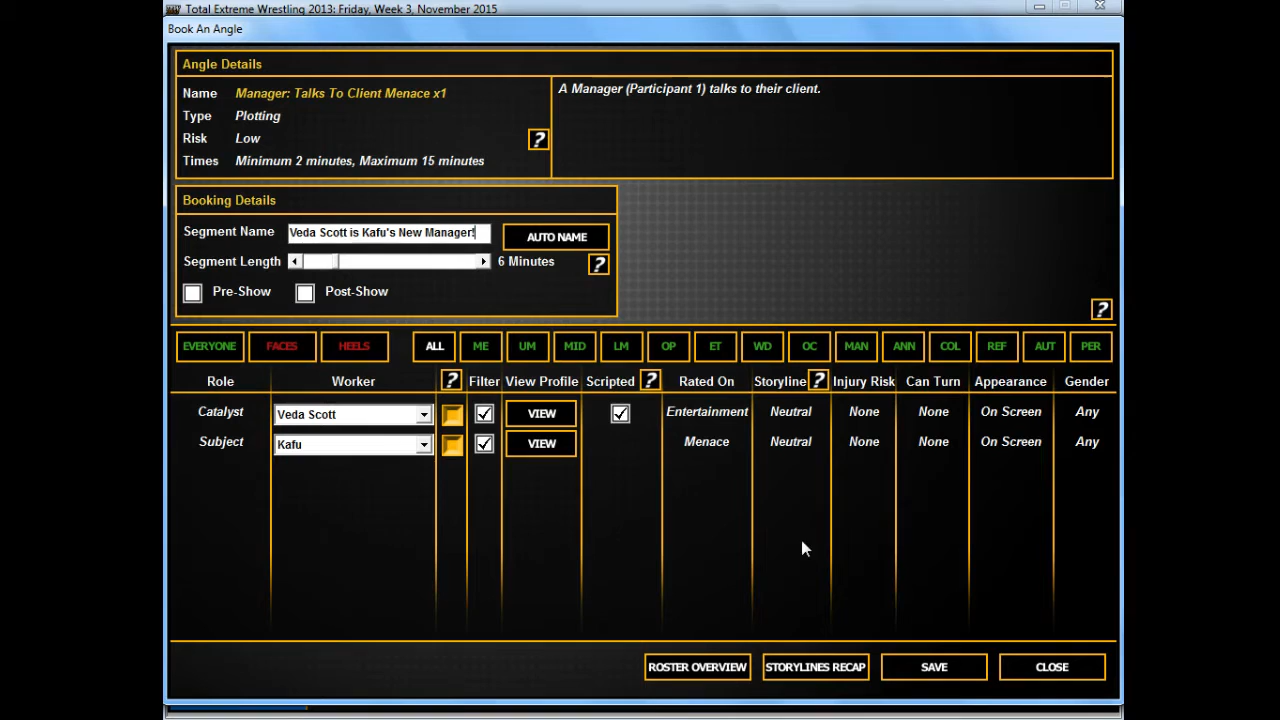 Total Extreme Wrestling 2013: Friday, Week 3, November 2015
Book An Angle
Angle Details
Name Manager: Talks To Client Menace x1
Type Plotting
Risk Low ?
Times Minimum 2 minutes, Maximum 15 minutes
A Manager (Participant 1) talks to their client.
Booking Details
Segment Name Veda Scott is Kafu's New Manager! AUTO NAME
Segment Length 6 Minutes ?
Pre-Show Post-Show
?
EVERYONE FACES HEELS ALL ME UM MID LM OP ET WD OC MAN ANN COL REF AUT PER
Role Worker ? Filter View Profile Scripted ? Rated On Storyline ? Injury Risk Can Turn Appearance Gender
Catalyst Veda Scott VIEW Entertainment Neutral None None On Screen Any
Subject Kafu VIEW Menace Neutral None None On Screen Any
ROSTER OVERVIEW STORYLINES RECAP SAVE CLOSE